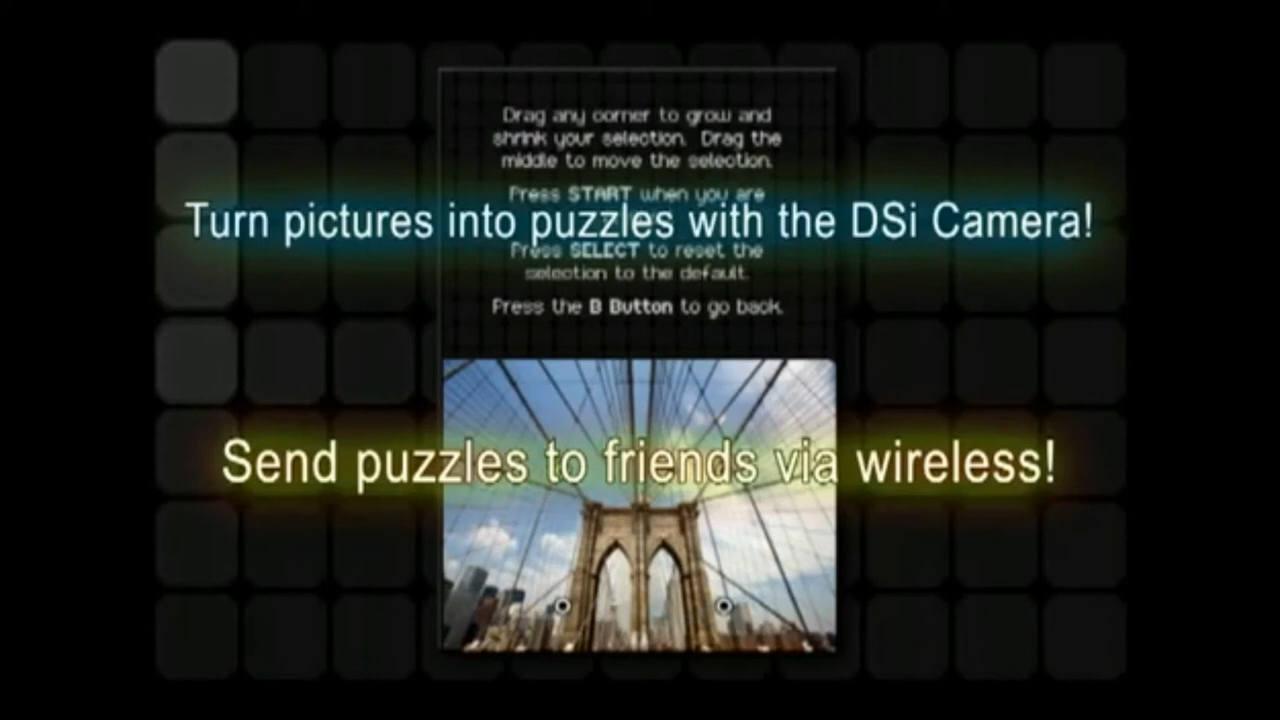 Drag any corner to grow and
shrink your selection. Drag the
middle to move the selection.
Press START when you are
Turn pictures into puzzles with the DSi Camera!
Press SELECT to reset the
selection to the default.
Press the B Button to go back.
Send puzzles to friends via wireless!